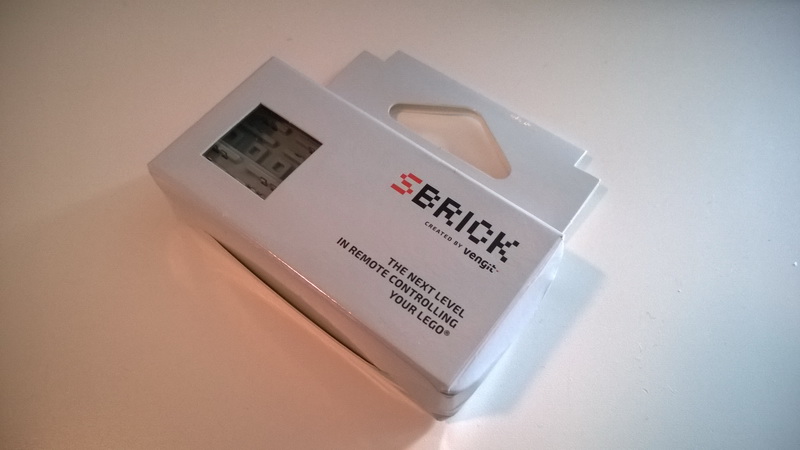 SBRICK
CREATED BY vengit
THE NEXT LEVEL
IN REMOTE CONTROLLING
YOUR LEGO®